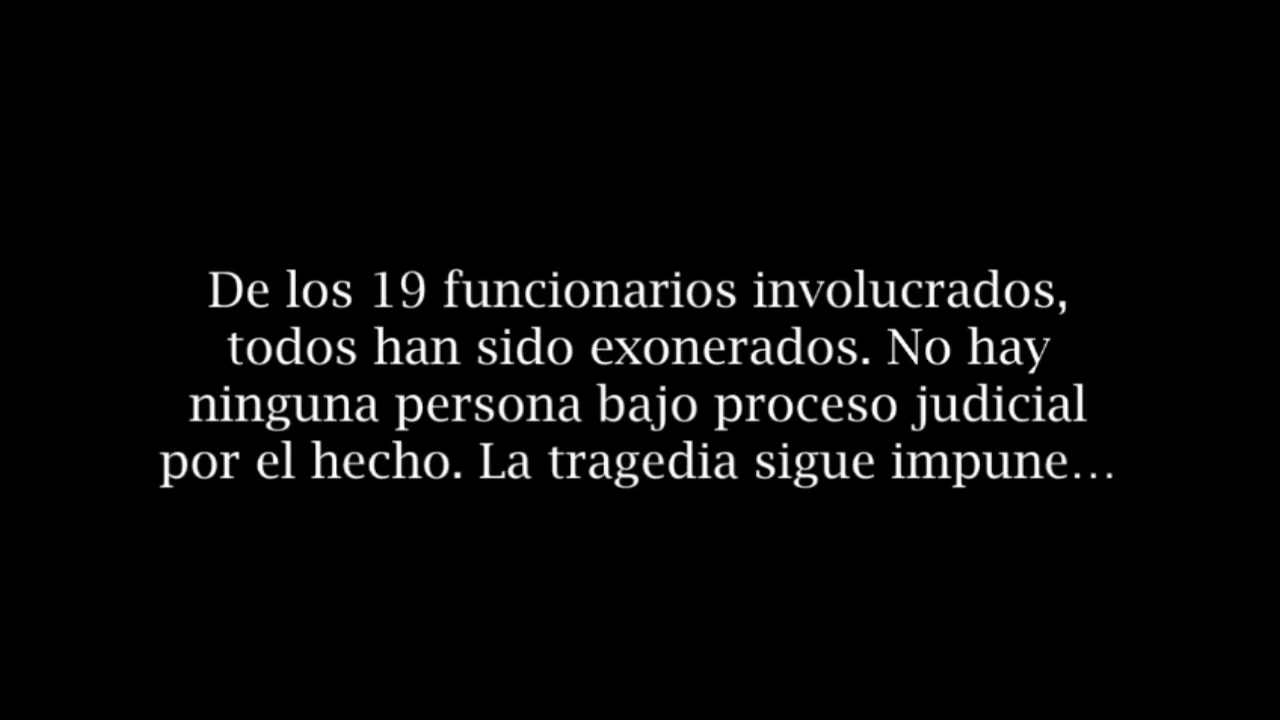 De los 19 funcionarios involucrados,
todos han sido exonerados. No hay
ninguna persona bajo proceso judicial
por el hecho. La tragedia sigue impune...